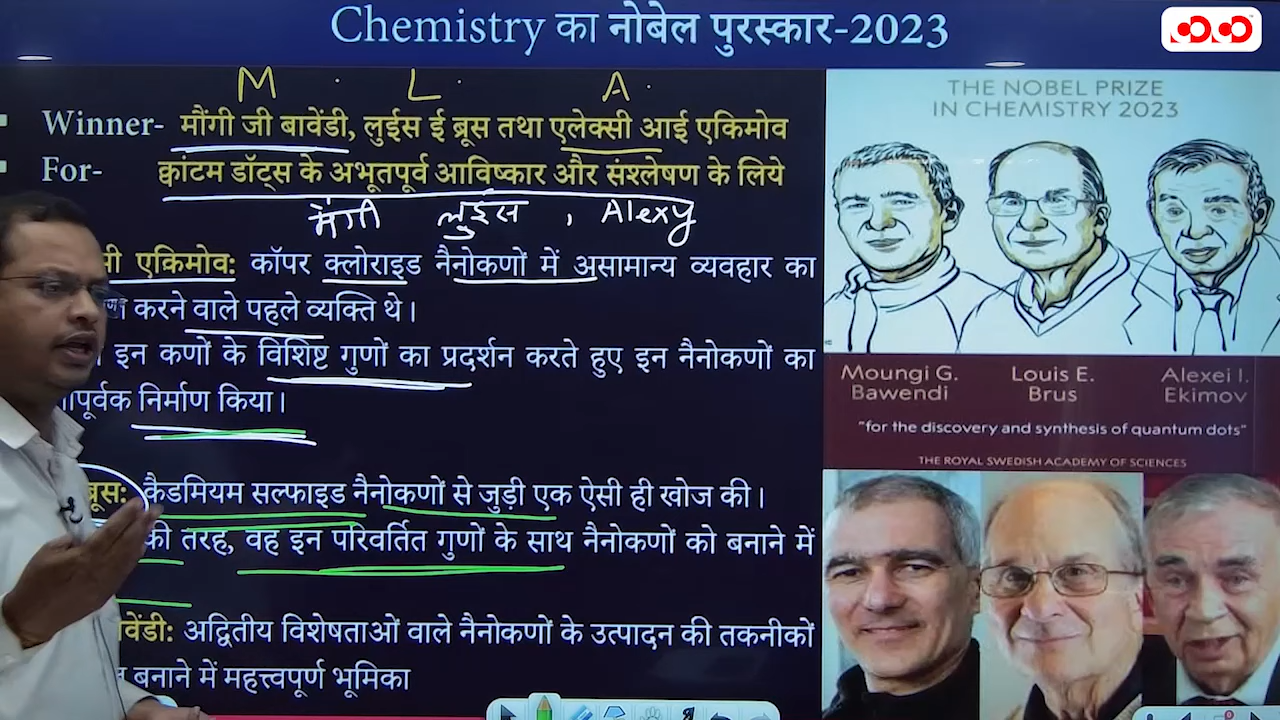 Chemistry का नोबेल पुरस्कार-2023
M . L . A .
Winner- मौंगी जी बावेंडी, लुईस ई ब्रूस तथा एलेक्सी आई एकिमोव
For- क्वांटम डॉट्स के अभूतपूर्व आविष्कार और संश्लेषण के लिये
मेंगी लुईस , Alexy
सी एकिमोव: कॉपर क्लोराइड नैनोकणों में असामान्य व्यवहार का
करने वाले पहले व्यक्ति थे।
इन कणों के विशिष्ट गुणों का प्रदर्शन करते हुए इन नैनोकणों का
पूर्वक निर्माण किया।
ब्रूस: कैडमियम सल्फाइड नैनोकणों से जुड़ी एक ऐसी ही खोज की।
की तरह, वह इन परिवर्तित गुणों के साथ नैनोकणों को बनाने में
वेंडी: अद्वितीय विशेषताओं वाले नैनोकणों के उत्पादन की तकनीकों
बनाने में महत्त्वपूर्ण भूमिका
THE NOBEL PRIZE
IN CHEMISTRY 2023
Moungi G.
Bawendi
Louis E.
Brus
Alexei I.
Ekimov
"for the discovery and synthesis of quantum dots"
THE ROYAL SWEDISH ACADEMY OF SCIENCES